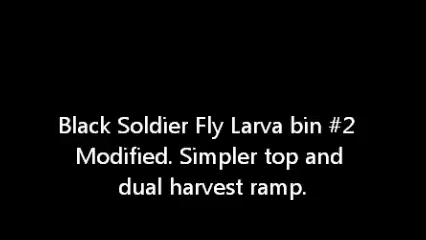 Black Soldier Fly Larva bin #2
Modified. Simpler top and
dual harvest ramp.